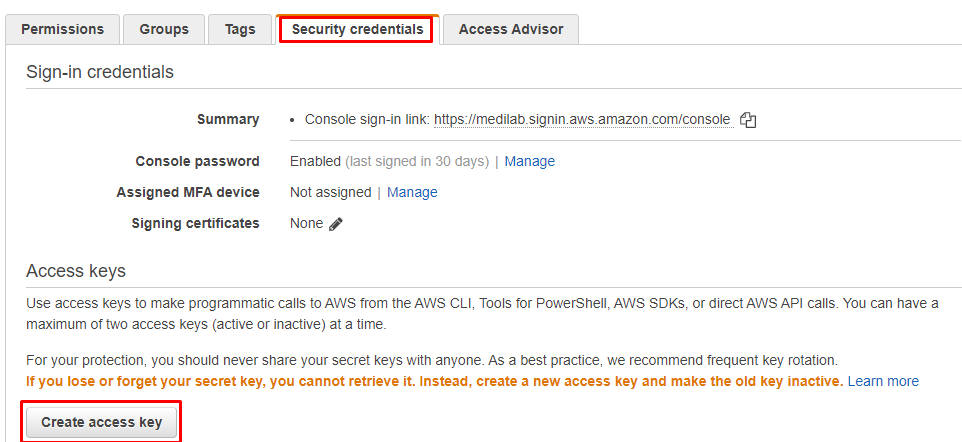 Permissions Groups Tags Security credentials Access Advisor
Sign-in credentials
Summary • Console sign-in link: https://medilab.signin.aws.amazon.com/console
Console password Enabled (last signed in 30 days) | Manage
Assigned MFA device Not assigned | Manage
Signing certificates None
Access keys
Use access keys to make programmatic calls to AWS from the AWS CLI, Tools for PowerShell, AWS SDKs, or direct AWS API calls. You can have a
maximum of two access keys (active or inactive) at a time.
For your protection, you should never share your secret keys with anyone. As a best practice, we recommend frequent key rotation.
If you lose or forget your secret key, you cannot retrieve it. Instead, create a new access key and make the old key inactive. Learn more
Create access key